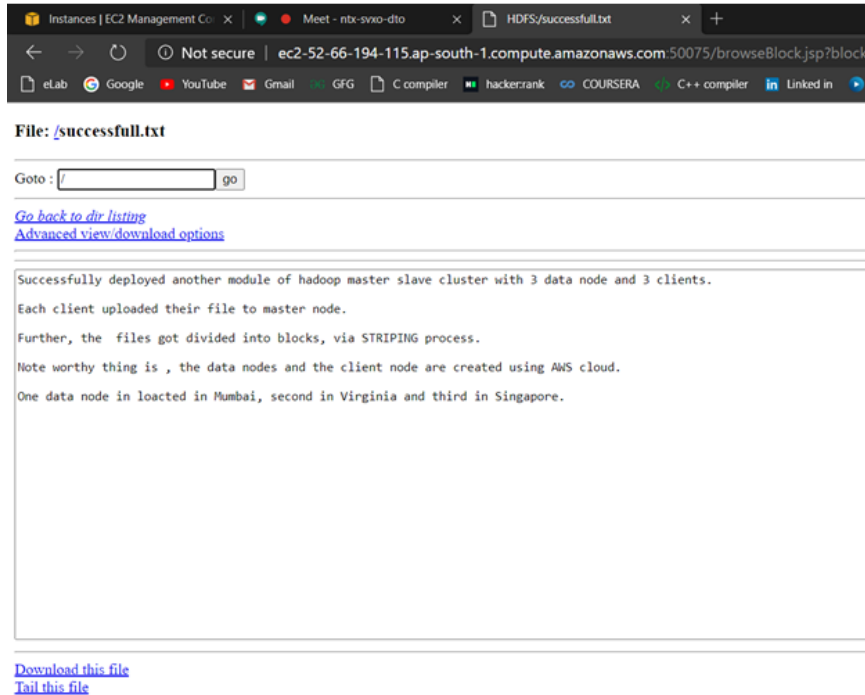 Instances | EC2 Management Co
Meet - ntx-svxo-dto
HDFS:/successfull.txt
Not secure | ec2-52-66-194-115.ap-south-1.compute.amazonaws.com:50075/browseBlock.jsp?block
eLab Google YouTube Gmail GFG C compiler hacker:rank COURSERA C++ compiler Linked in
File: /successfull.txt
Goto : / go
Go back to dir listing
Advanced view/download options
Successfully deployed another module of hadoop master slave cluster with 3 data node and 3 clients.
Each client uploaded their file to master node.
Further, the files got divided into blocks, via STRIPING process.
Note worthy thing is , the data nodes and the client node are created using AWS cloud.
One data node in loacted in Mumbai, second in Virginia and third in Singapore.
Download this file
Tail this file